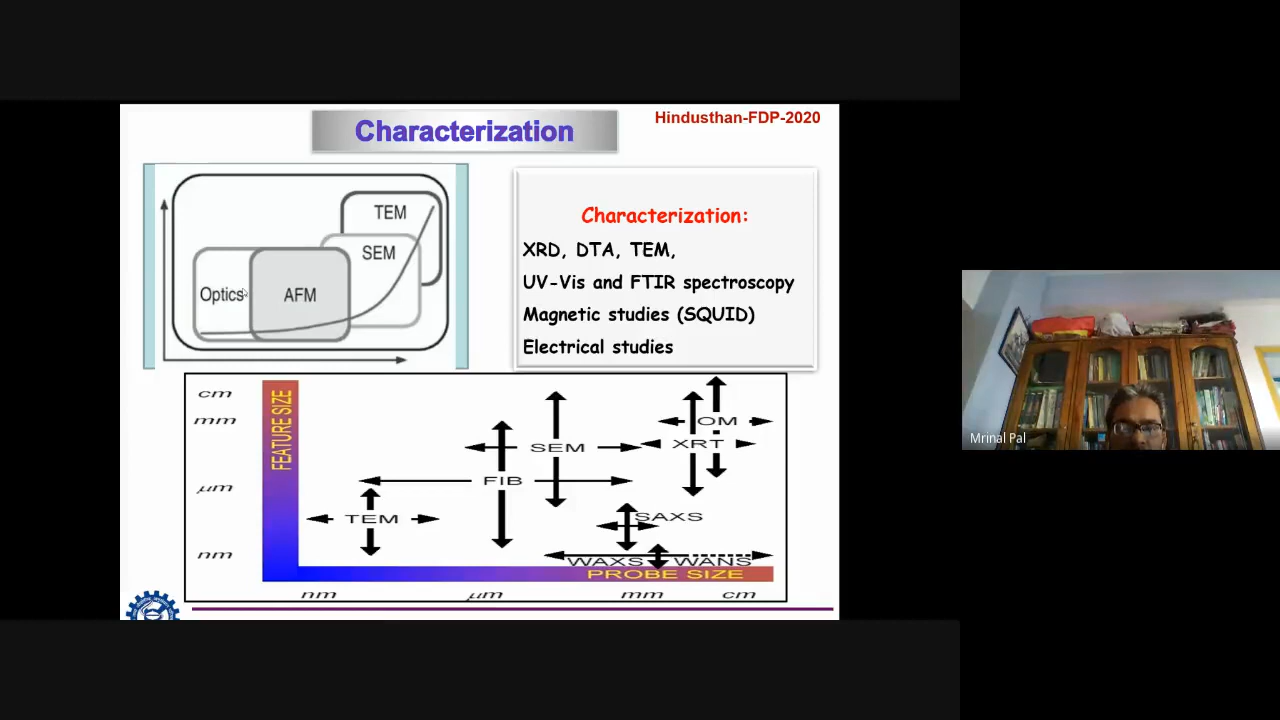 Characterization
Hindusthan-FDP-2020
TEM
SEM
Optics
AFM
Characterization:
XRD, DTA, TEM,
UV-Vis and FTIR spectroscopy
Magnetic studies (SQUID)
Electrical studies
cm
mm
μm
nm
FEATURE SIZE
OM
XRT
SEM
FIB
TEM
SAXS
WAXS
WANS
PROBE SIZE
nm
μm
mm
cm
Mrinal Pal